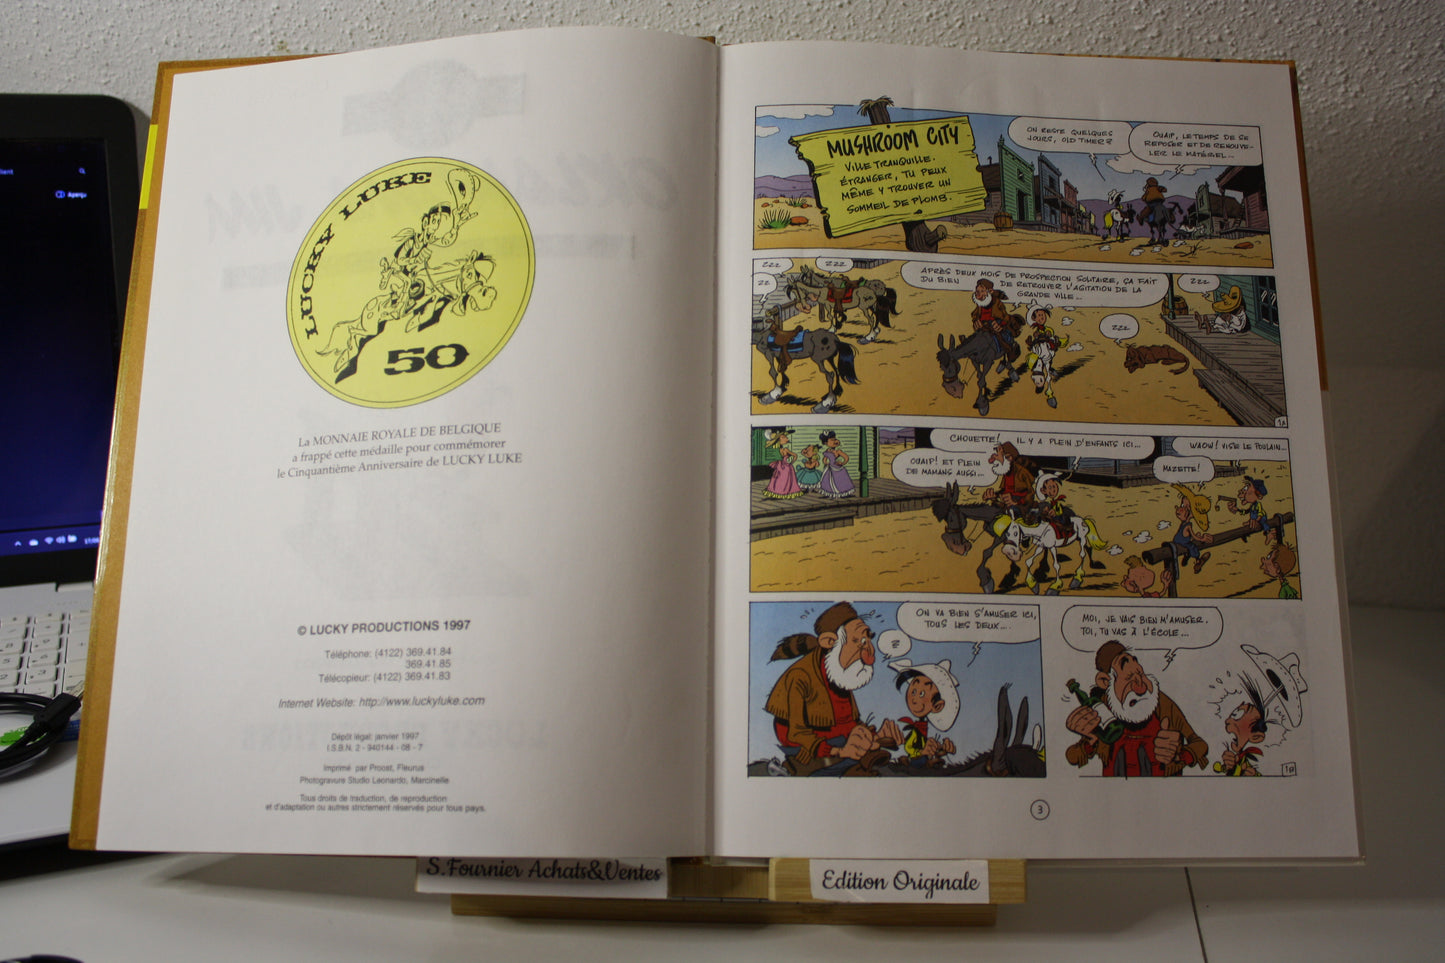 LUCKY LUKE
50
La MONNAIE ROYALE DE BELGIQUE
a frappé cette médaille pour commémorer
le Cinquantième Anniversaire de LUCKY LUKE
© LUCKY PRODUCTIONS 1997
Téléphone: (4122) 369.41.84
369.41.85
Télécopieur: (4122) 369.41.83
Internet Website: http://www.luckyluke.com
Dépôt légal: janvier 1997
I.S.B.N. 2 - 940144 - 08 - 7
Imprimé par Proost, Fleurus
Photogravure Studio Leonardo, Marcinelle
Tous droits de traduction, de reproduction
et d'adaptation ou autres strictement réservés pour tous pays.
MUSHROOM CITY
VILLE TRANQUILLE.
ÉTRANGER, TU PEUX
MÊME Y TROUVER UN
SOMMEIL DE PLOMB.
ON RESTE QUELQUES
JOURS, OLD TIMER?
OUAIP, LE TEMPS DE SE
REPOSER ET DE RENOUVE-
LER LE MATÉRIEL...
ZZZ
ZZZ
ZZ
APRÈS DEUX MOIS DE PROSPECTION SOLITAIRE, ÇA FAIT
DU BIEN DE RETROUVER L'AGITATION DE LA
GRANDE VILLE...
ZZZ
ZZZ
1A
CHOUETTE! IL Y A PLEIN D'ENFANTS ICI...
OUAIP! ET PLEIN
DE MAMANS AUSSI...
WAOW! VISE LE POULAIN...
MAZETTE!
ON VA BIEN S'AMUSER ICI,
TOUS LES DEUX...
?
MOI, JE VAIS BIEN M'AMUSER.
TOI, TU VAS À L'ÉCOLE...
1B
3
S.Fournier Achats&Ventes
Edition Originale